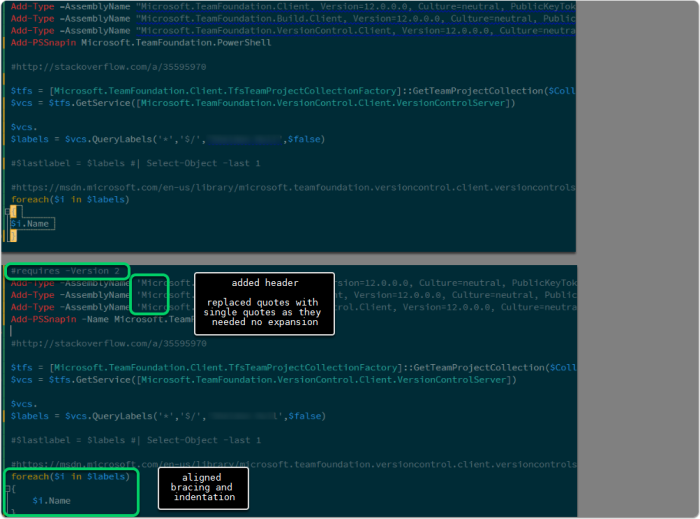 Add-Type -AssemblyName "Microsoft.TeamFoundation.Client, Version=12.0.0.0, Culture=neutral, PublicKeyTok
Add-Type -AssemblyName "Microsoft.TeamFoundation.Build.Client, Version=12.0.0.0, Culture=neutral, Public
Add-Type -AssemblyName "Microsoft.TeamFoundation.VersionControl.Client, Version=12.0.0.0, Culture=neutra
Add-PSSnapin Microsoft.TeamFoundation.PowerShell
#http://stackoverflow.com/a/35595970
$tfs = [Microsoft.TeamFoundation.Client.TfsTeamProjectCollectionFactory]::GetTeamProjectCollection($Coll
$vcs = $tfs.GetService([Microsoft.TeamFoundation.VersionControl.Client.VersionControlServer])
$vcs.
$labels = $vcs.QueryLabels('*','$/', ,$false)
#$lastlabel = $labels #| Select-Object -last 1
#https://msdn.microsoft.com/en-us/library/microsoft.teamfoundation.versioncontrol.client.versioncontrols
foreach($i in $labels)
{
$i.Name
}
#requires -Version 2
Add-Type -AssemblyName 'Microsoft. ersion=12.0.0.0, Culture=neutral, PublicKeyTok
Add-Type -AssemblyName 'Microsoft. nt, Version=12.0.0.0, Culture=neutral, Public
Add-Type -AssemblyName 'Microsoft. ol.Client, Version=12.0.0.0, Culture=neutra
Add-PSSnapin -Name Microsoft.TeamF
#http://stackoverflow.com/a/35595970
$tfs = [Microsoft.TeamFoundation.Client.TfsTeamProjectCollectionFactory]::GetTeamProjectCollection($Coll
$vcs = $tfs.GetService([Microsoft.TeamFoundation.VersionControl.Client.VersionControlServer])
$vcs.
$labels = $vcs.QueryLabels('*','$/', ',$false)
#$lastlabel = $labels #| Select-Object -last 1
#https://msdn.microsoft.com/en-us/library/microsoft.teamfoundation.versioncontrol.client.versioncontrols
foreach($i in $labels)
{
$i.Name
}
added header
replaced quotes with
single quotes as they
needed no expansion
aligned
bracing and
indentation